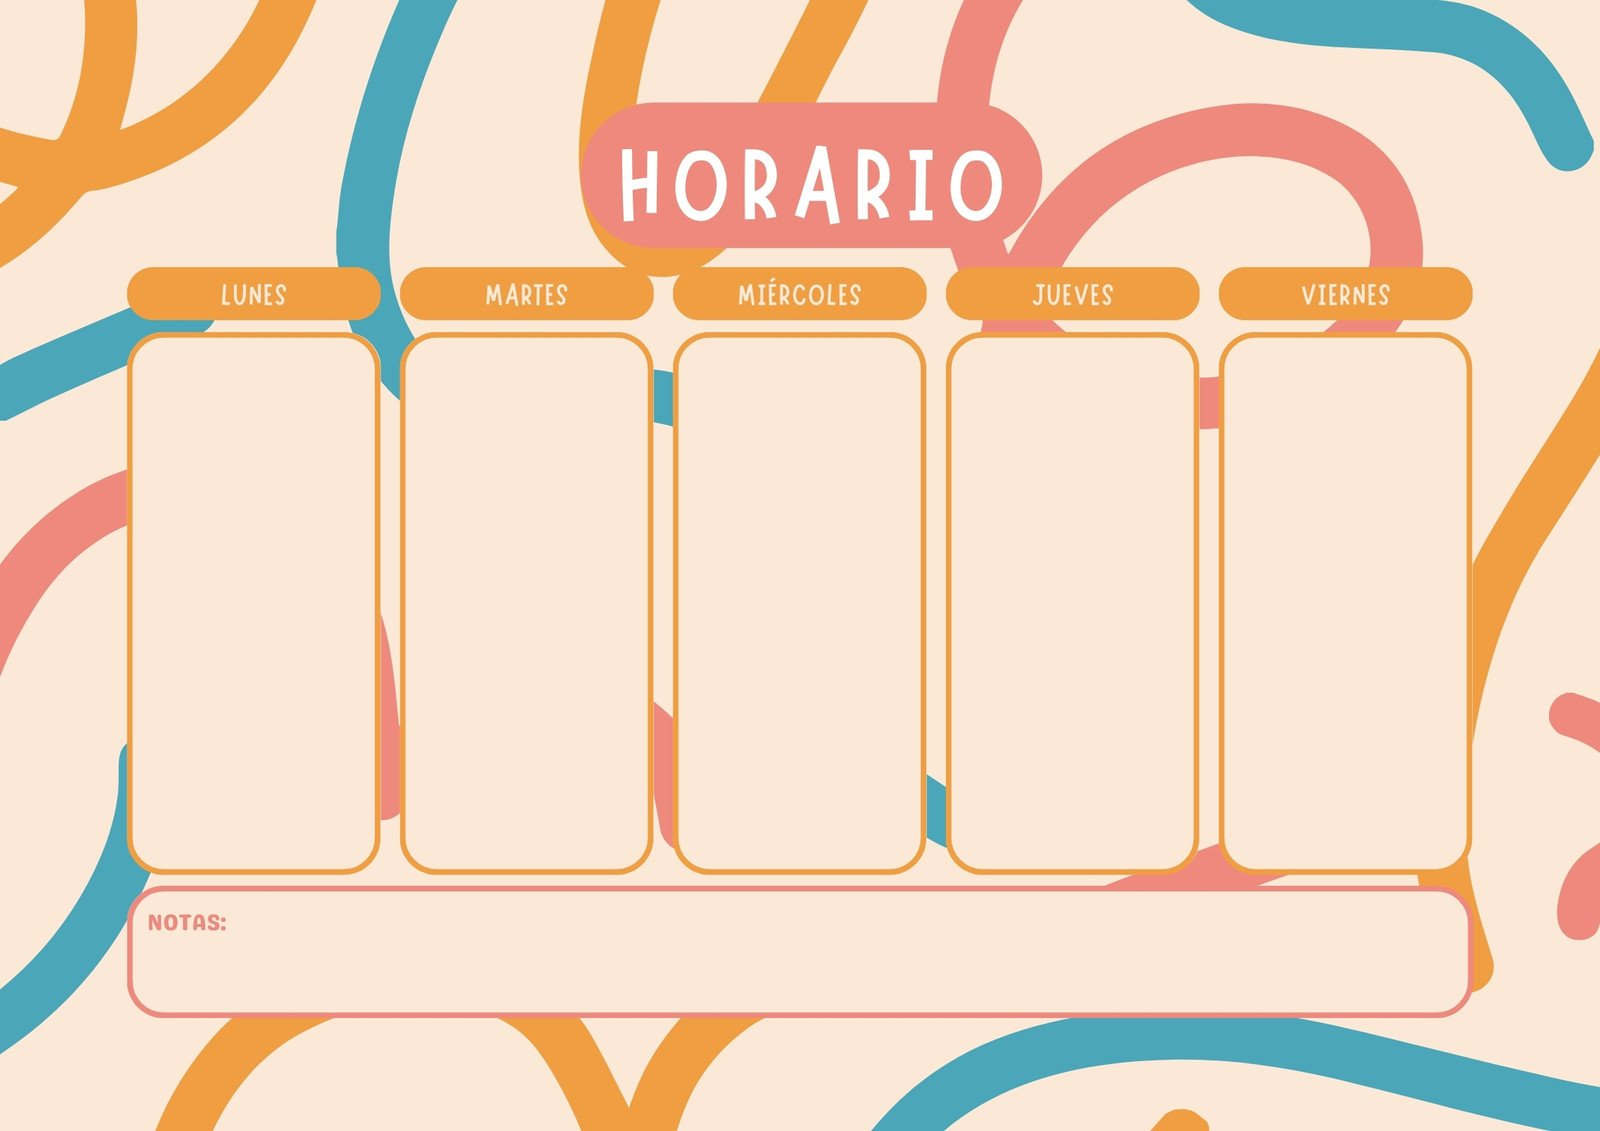 HORARIO
LUNES MARTES MIÉRCOLES JUEVES VIERNES
NOTAS: